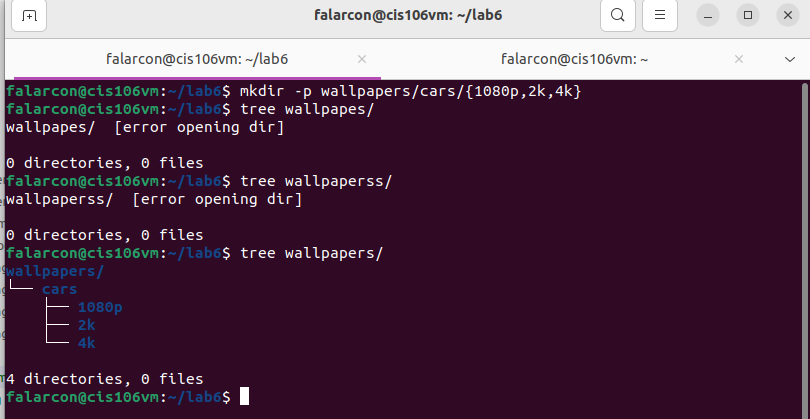 falarcon@cis106vm: ~/lab6
falarcon@cis106vm: ~/lab6
falarcon@cis106vm: ~
falarcon@cis106vm:~/lab6$ mkdir -p wallpapers/cars/{1080p,2k,4k}
falarcon@cis106vm:~/lab6$ tree wallpapes/
wallpapes/  [error opening dir]
0 directories, 0 files
falarcon@cis106vm:~/lab6$ tree wallpaperss/
wallpaperss/  [error opening dir]
0 directories, 0 files
falarcon@cis106vm:~/lab6$ tree wallpapers/
wallpapers/
└── cars
    ├── 1080p
    ├── 2k
    └── 4k
4 directories, 0 files
falarcon@cis106vm:~/lab6$